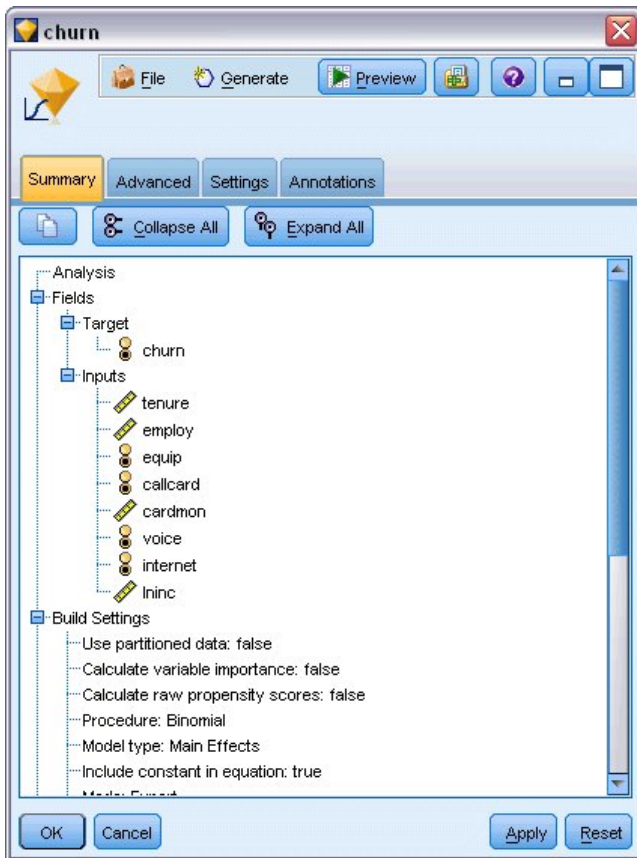 churn
File Generate Preview
Summary Advanced Settings Annotations
Collapse All Expand All
Analysis
Fields
Target
churn
Inputs
tenure
employ
equip
callcard
cardmon
voice
internet
lninc
Build Settings
Use partitioned data: false
Calculate variable importance: false
Calculate raw propensity scores: false
Procedure: Binomial
Model type: Main Effects
Include constant in equation: true
Mode: Expert
OK Cancel Apply Reset